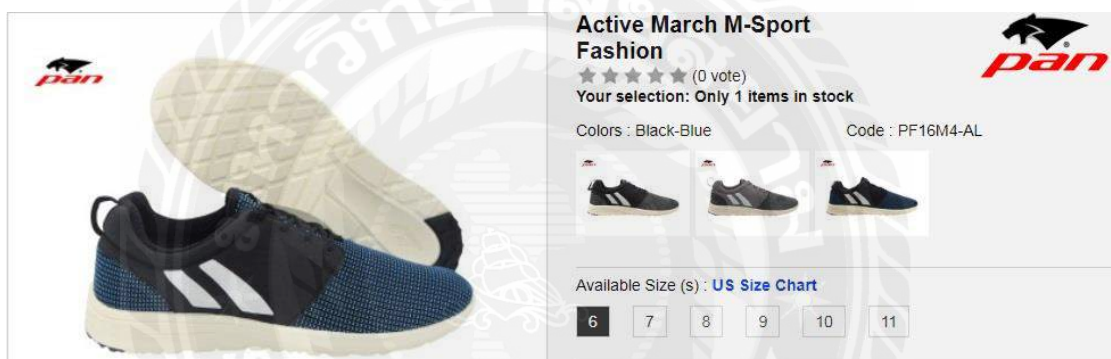 pan
Active March M-Sport
Fashion
pan
(0 vote)
Your selection: Only 1 items in stock
Colors : Black-Blue
Code : PF16M4-AL
Available Size (s) : US Size Chart
6 7 8 9 10 11